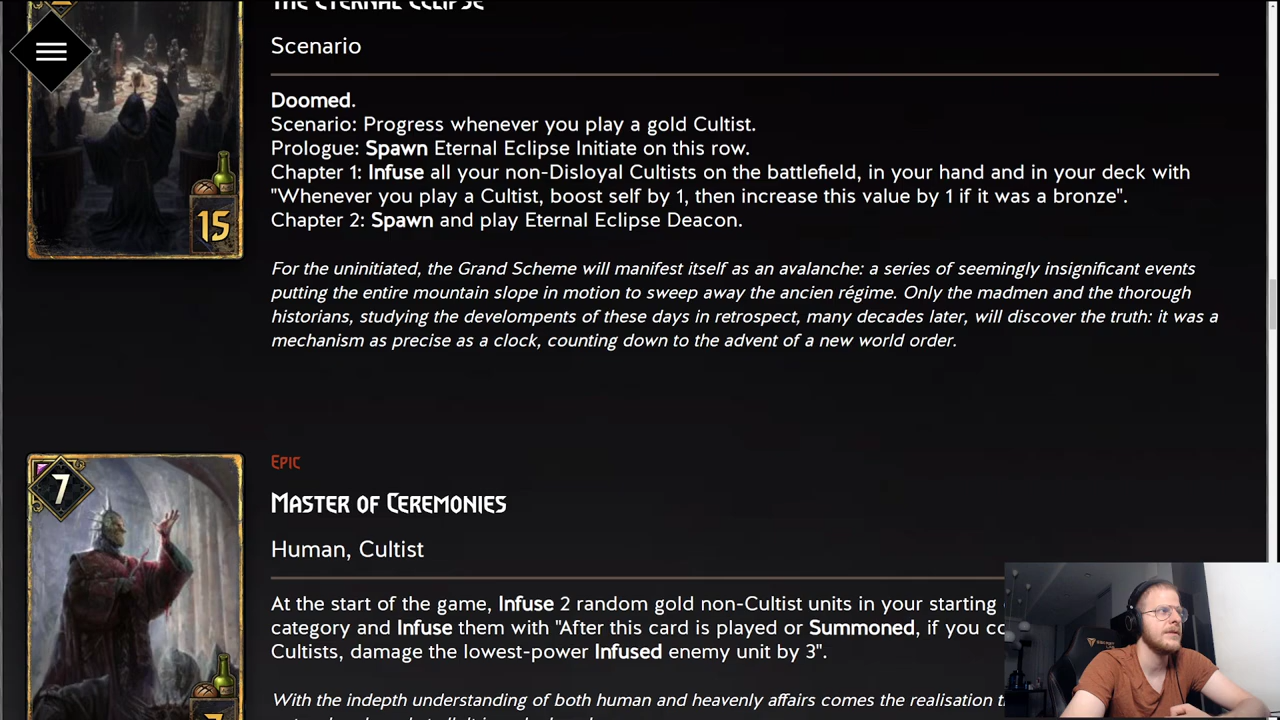 THE ETERNAL ECLIPSE
Scenario
Doomed.
Scenario: Progress whenever you play a gold Cultist.
Prologue: Spawn Eternal Eclipse Initiate on this row.
Chapter 1: Infuse all your non-Disloyal Cultists on the battlefield, in your hand and in your deck with
"Whenever you play a Cultist, boost self by 1, then increase this value by 1 if it was a bronze".
Chapter 2: Spawn and play Eternal Eclipse Deacon.
15
For the uninitiated, the Grand Scheme will manifest itself as an avalanche: a series of seemingly insignificant events
putting the entire mountain slope in motion to sweep away the ancien régime. Only the madmen and the thorough
historians, studying the develompents of these days in retrospect, many decades later, will discover the truth: it was a
mechanism as precise as a clock, counting down to the advent of a new world order.
Epic
7
MASTER OF CEREMONIES
Human, Cultist
At the start of the game, Infuse 2 random gold non-Cultist units in your starting
category and Infuse them with "After this card is played or Summoned, if you
Cultists, damage the lowest-power Infused enemy unit by 3".
With the indepth understanding of both human and heavenly affairs comes the realisation